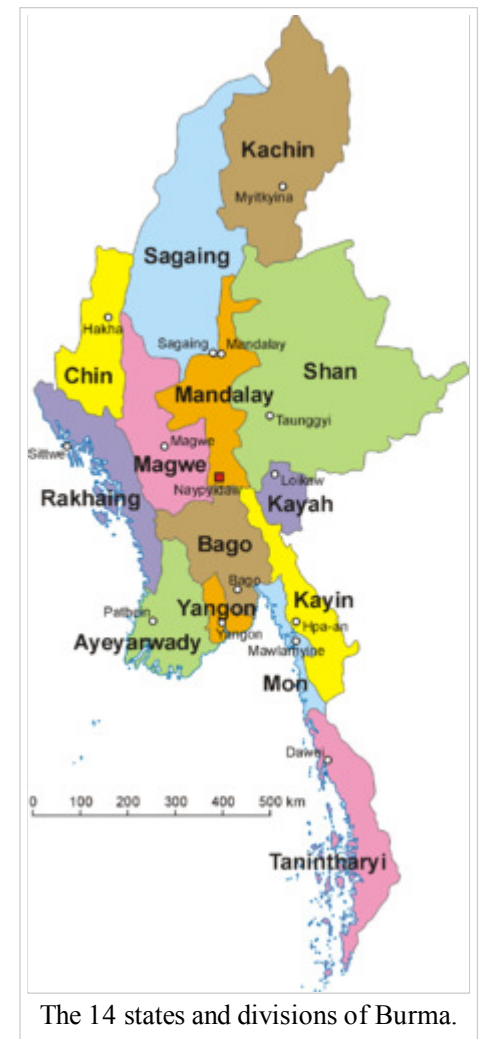 Kachin
Myitkyina
Sagaing
Hakha
Sagaing Mandalay
Chin
Shan
Mandalay
Taunggyi
Magwe
Sittwe
Magwe
Loikaw
Naypyidaw
Rakhaing
Kayah
Bago
Bago
Kayin
Yangon
Pathein
Hpa-an
Yangon
Ayeyarwady
Mawlamyine
Mon
Dawei
0 100 200 300 400 500 km
Tanintharyi
The 14 states and divisions of Burma.